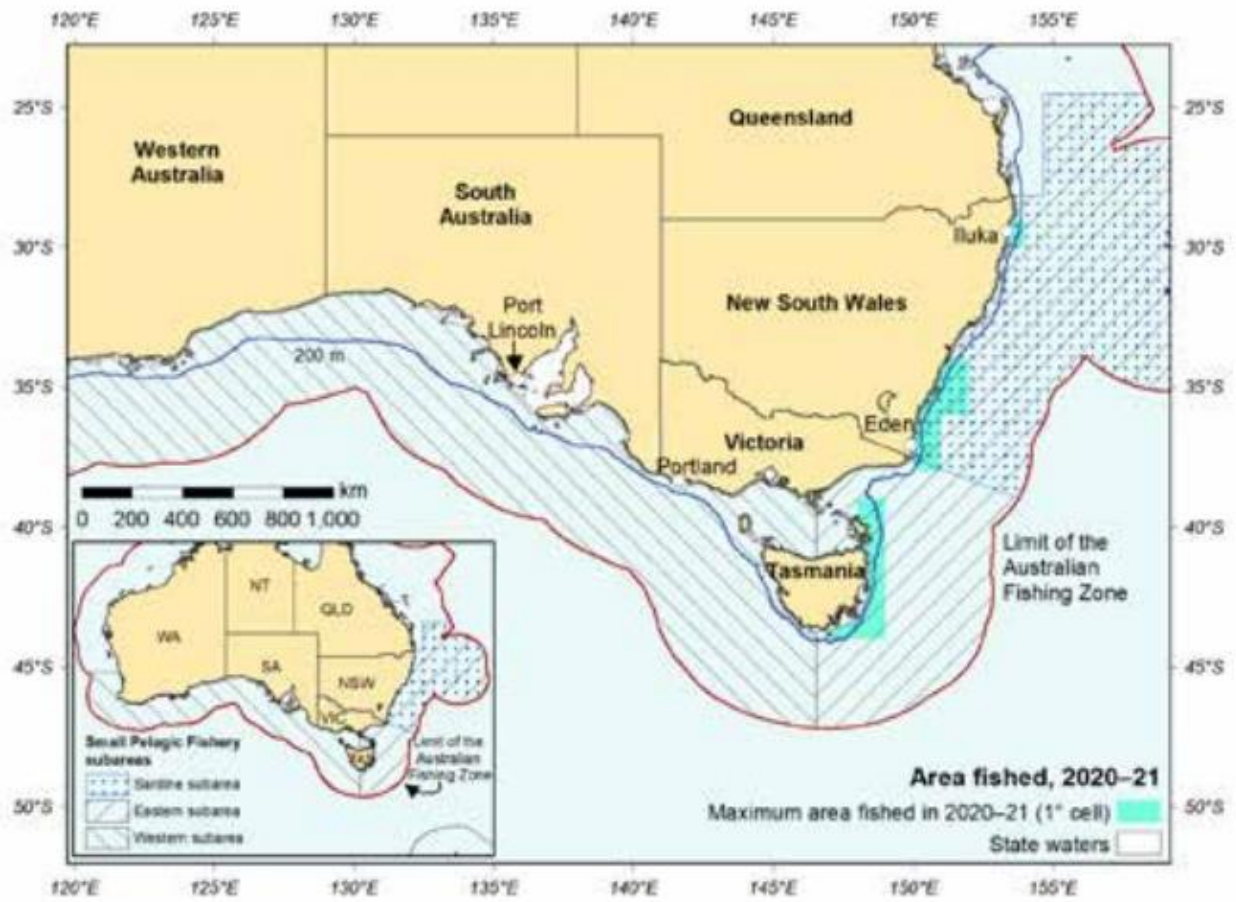 120°E 125°E 130°E 135°E 140°E 145°E 150°E 155°E
25°S 25°S
Queensland
Western
Australia
South
Australia
Iluka
30°S 30°S
New South Wales
Port
Lincoln
200 m
35°S 35°S
Eden
Victoria
Portland
km
0 200 400 600 800 1,000
40°S 40°S
Limit of the
Australian
Fishing Zone
Tasmania
NT
QLD
WA
SA
45°S 45°S
NSW
VIC
Small Pelagic Fishery
subareas
Limit of the
Australian
Fishing Zone
Sardine subarea
Eastern subarea
Western subarea
Area fished, 2020–21
50°S 50°S
Maximum area fished in 2020–21 (1° cell)
State waters
120°E 125°E 130°E 135°E 140°E 145°E 150°E 155°E